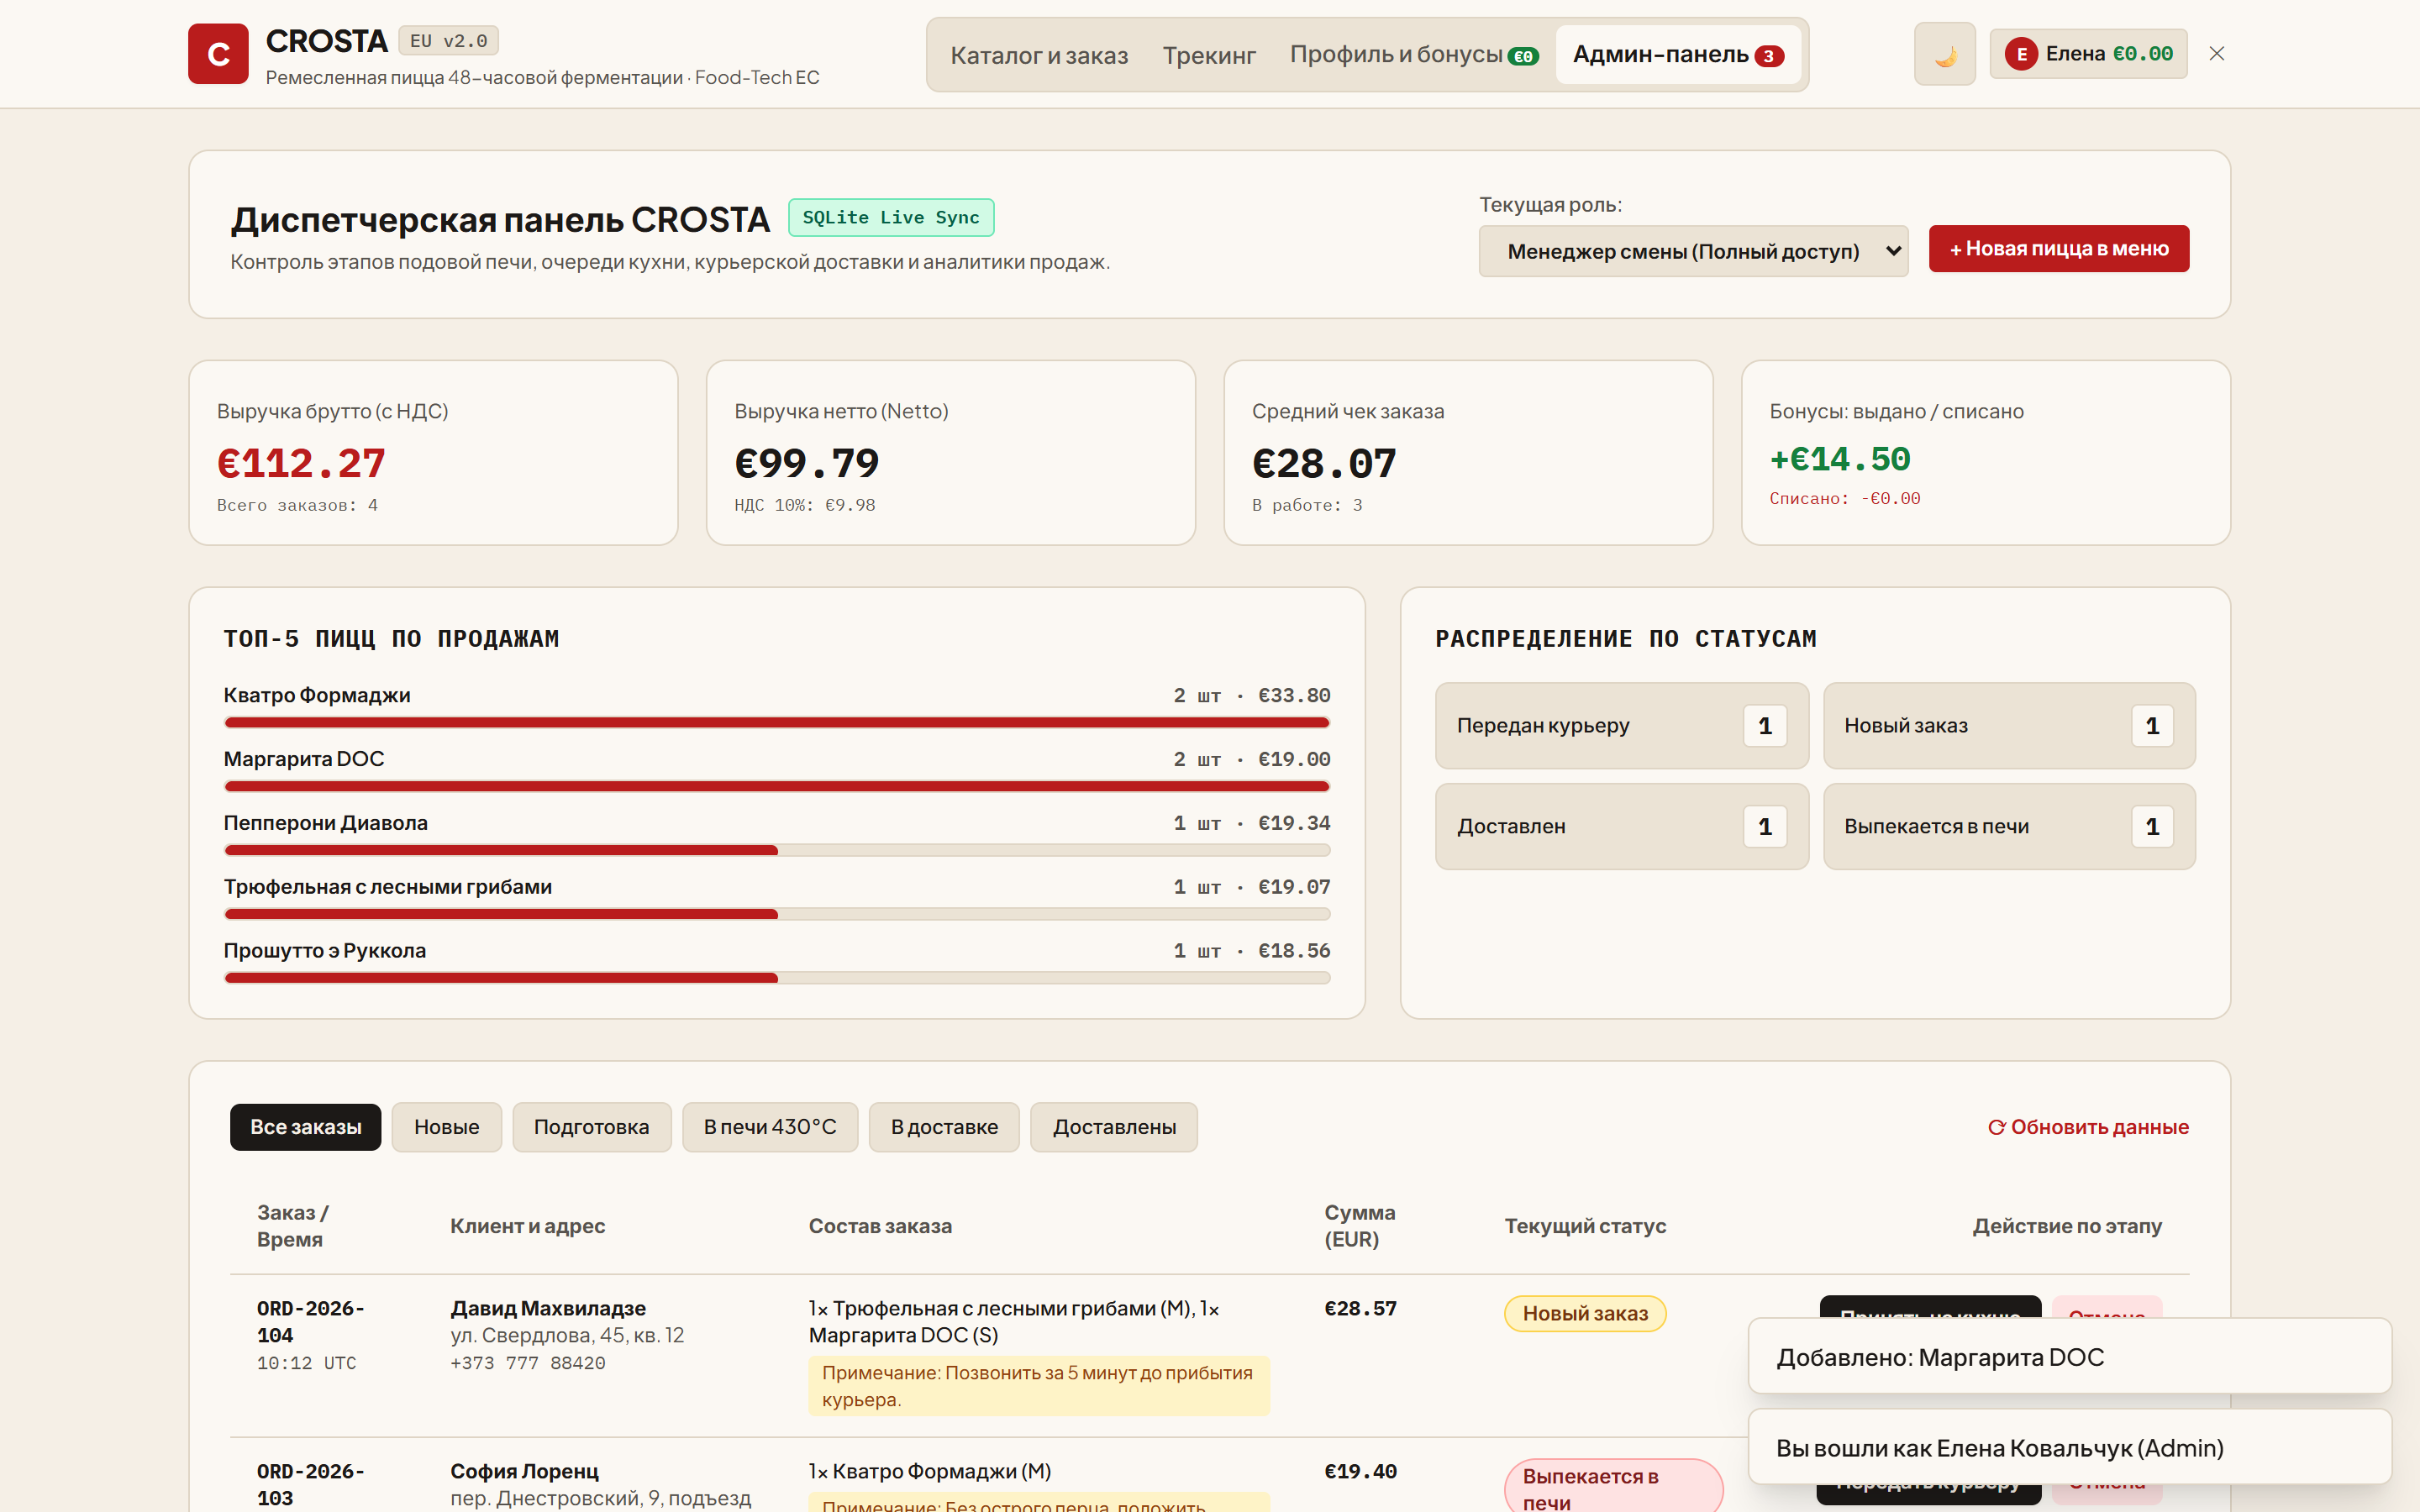 C
CROSTA EU v2.0
Ремесленная пицца 48-часовой ферментации · Food-Tech ЕС
Каталог и заказ
Трекинг
Профиль и бонусы €0
Админ-панель 3
Е Елена €0.00 ×
Диспетчерская панель CROSTA SQLite Live Sync
Контроль этапов подовой печи, очереди кухни, курьерской доставки и аналитики продаж.
Текущая роль:
Менеджер смены (Полный доступ)
+ Новая пицца в меню
Выручка брутто (с НДС)
€112.27
Всего заказов: 4
Выручка нетто (Netto)
€99.79
НДС 10%: €9.98
Средний чек заказа
€28.07
В работе: 3
Бонусы: выдано / списано
+€14.50
Списано: -€0.00
ТОП-5 ПИЦЦ ПО ПРОДАЖАМ
Кватро Формаджи 2 шт · €33.80
Маргарита DOC 2 шт · €19.00
Пепперони Диавола 1 шт · €19.34
Трюфельная с лесными грибами 1 шт · €19.07
Прошутто э Руккола 1 шт · €18.56
РАСПРЕДЕЛЕНИЕ ПО СТАТУСАМ
Передан курьеру 1
Новый заказ 1
Доставлен 1
Выпекается в печи 1
Все заказы
Новые
Подготовка
В печи 430°C
В доставке
Доставлены
⟳ Обновить данные
Заказ /
Время
Клиент и адрес
Состав заказа
Сумма
(EUR)
Текущий статус
Действие по этапу
ORD-2026-
104
10:12 UTC
Давид Махвиладзе
ул. Свердлова, 45, кв. 12
+373 777 88420
1× Трюфельная с лесными грибами (M), 1×
Маргарита DOC (S)
Примечание: Позвонить за 5 минут до прибытия
курьера.
€28.57
Новый заказ
Добавлено: Маргарита DOC
Вы вошли как Елена Ковальчук (Admin)
ORD-2026-
103
София Лоренц
пер. Днестровский, 9, подъезд
1× Кватро Формаджи (M)
Примечание: Без острого перца, положить
€19.40
Выпекается в
печи